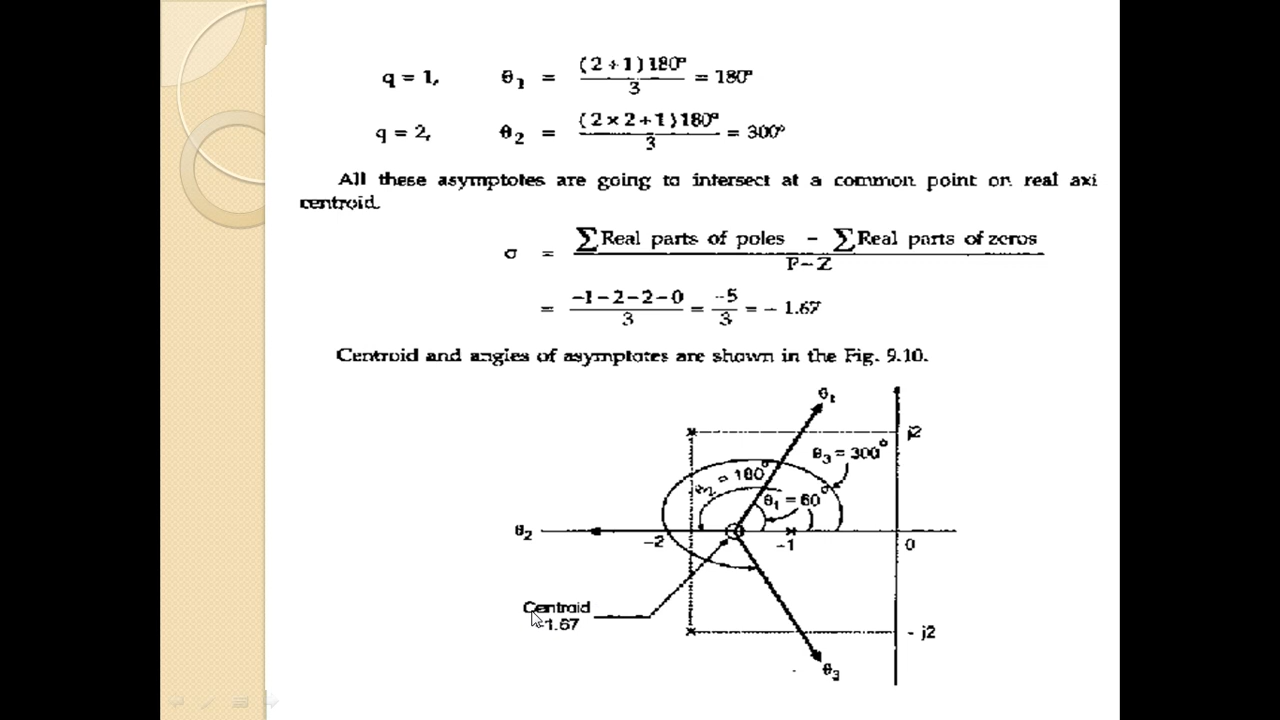 q = 1, θ₁ = (2 + 1) 180° / 3 = 180°
q = 2, θ₂ = (2 × 2 + 1) 180° / 3 = 300°
All these asymptotes are going to intersect at a common point on real axi
centroid.
σ = ∑ Real parts of poles – ∑ Real parts of zeros / P – Z
= –1 – 2 – 2 – 0 / 3 = –5 / 3 = – 1.67
Centroid and angles of asymptotes are shown in the Fig. 9.10.
θ₁
j2
θ₃ = 300°
θ₂ = 180°
θ₁ = 60°
θ₂
–2
–1
0
Centroid
–1.67
– j2
θ₃